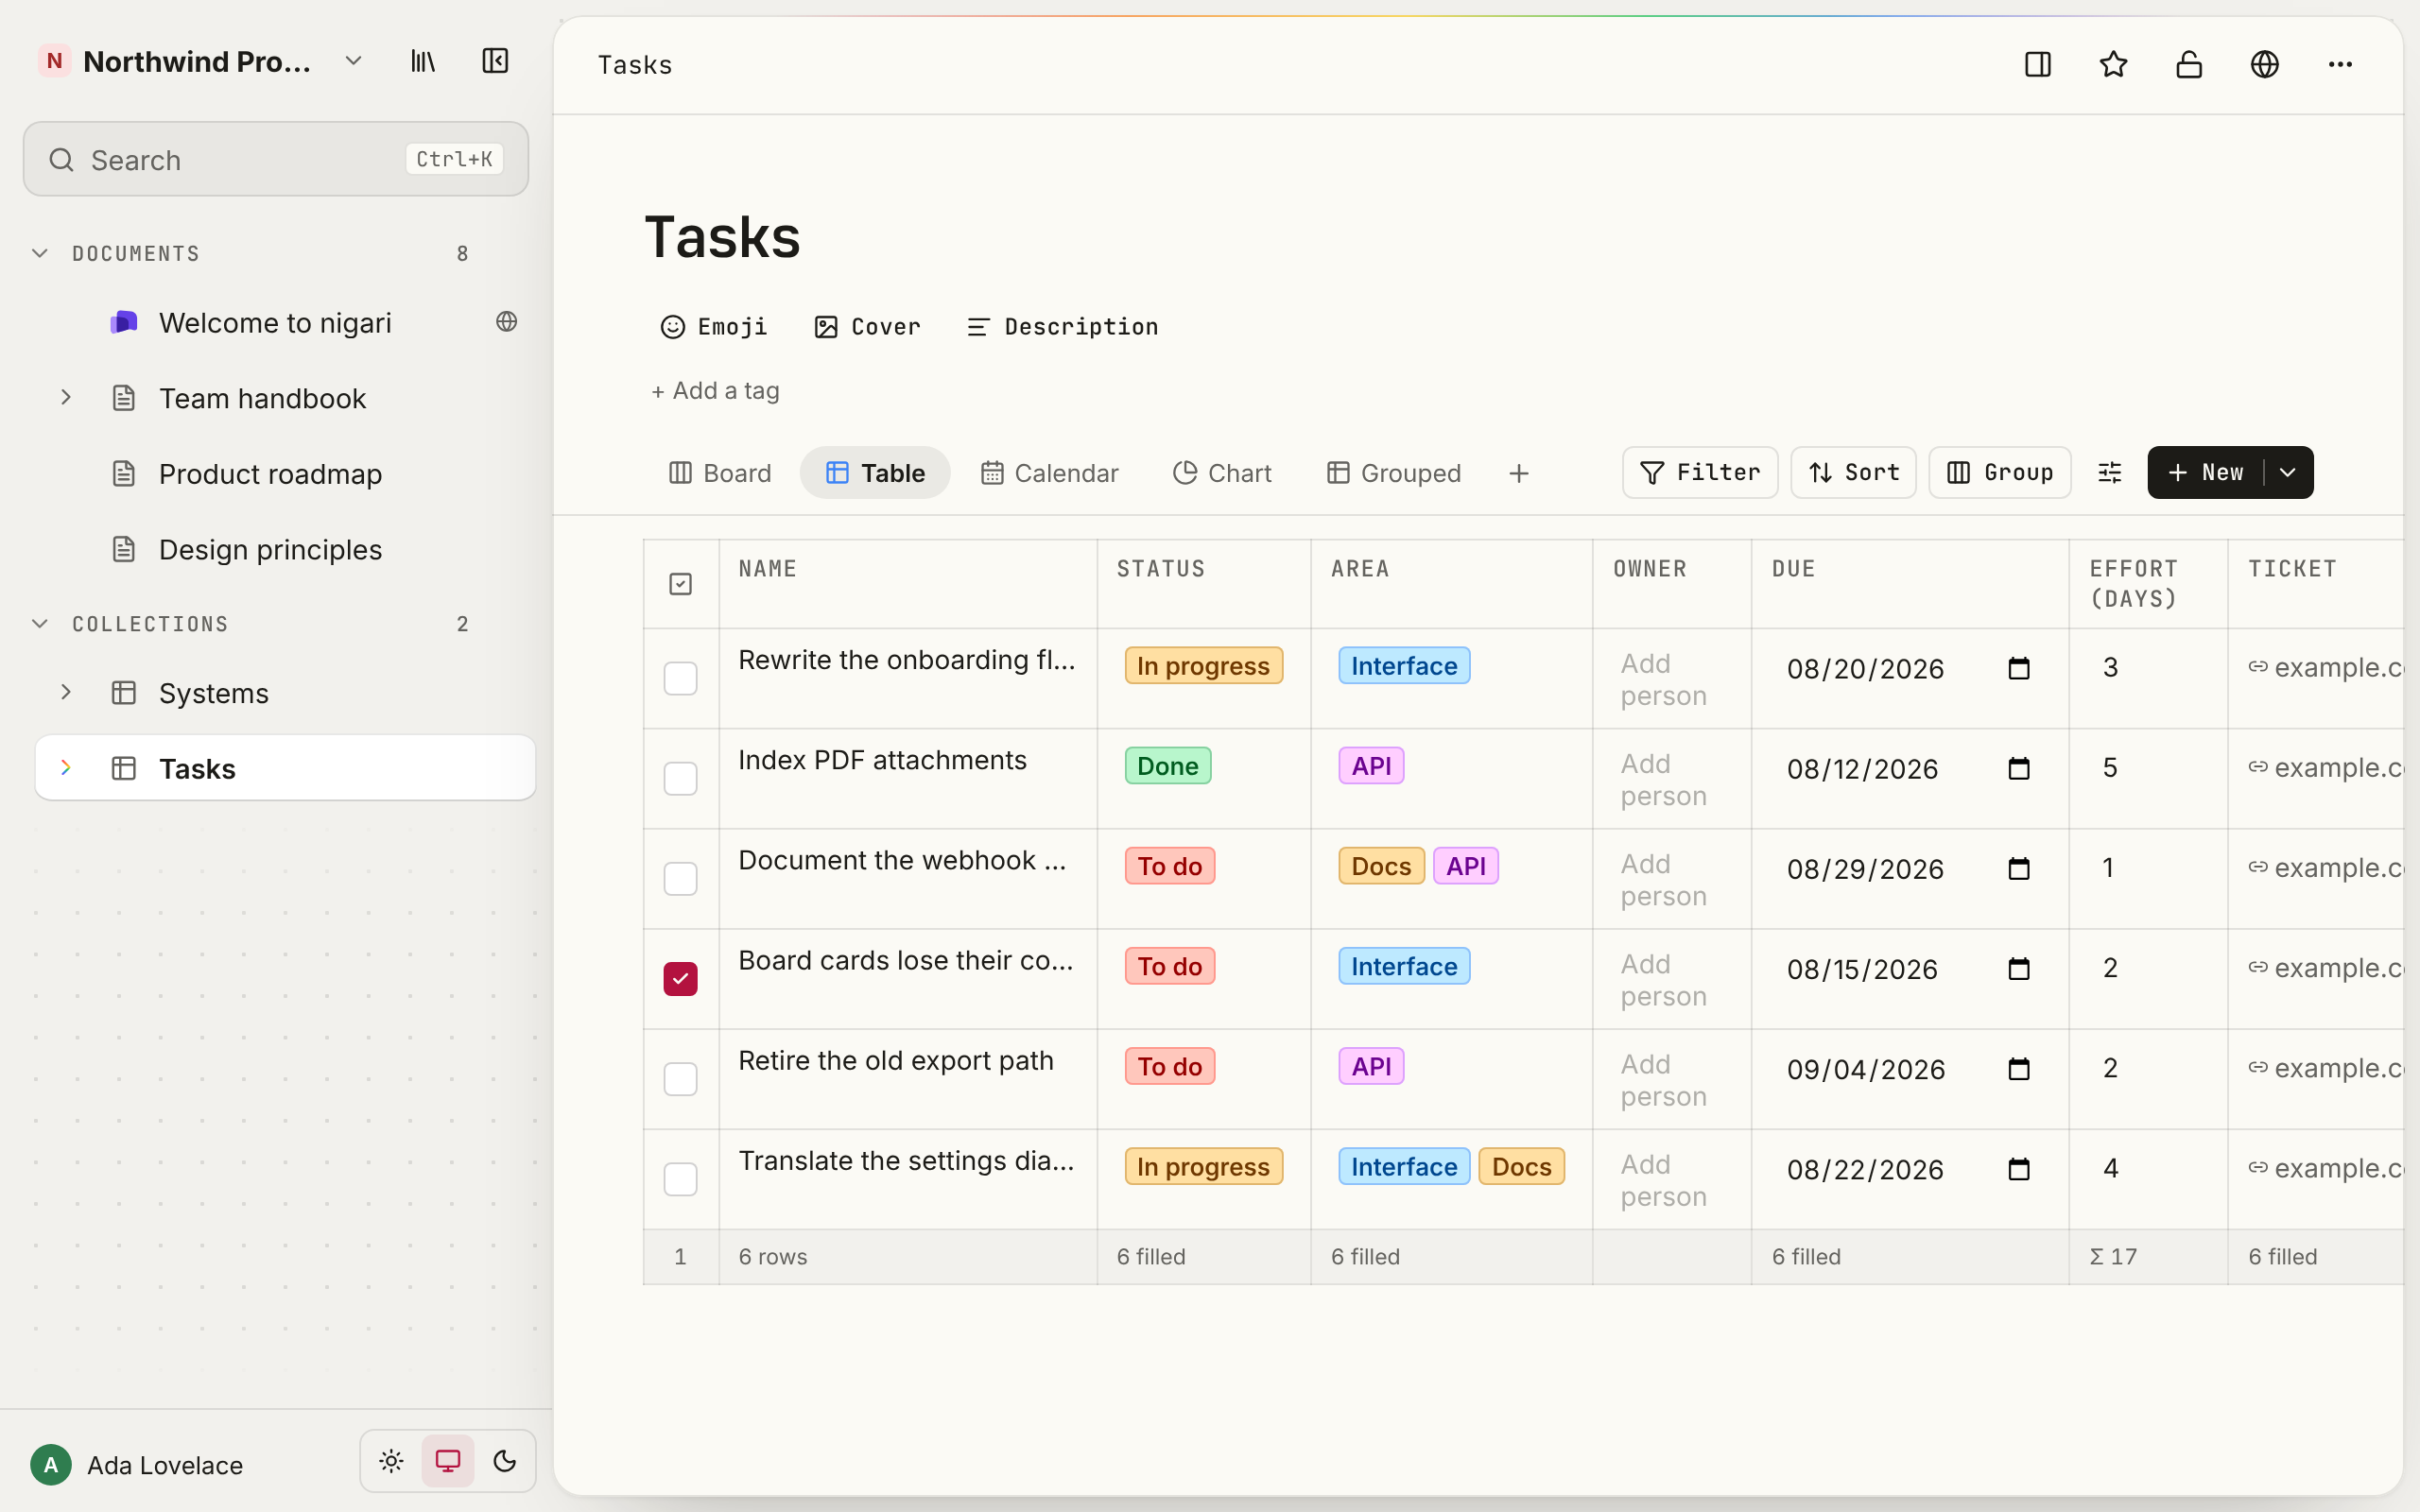 N Northwind Pro...
Search Ctrl+K
DOCUMENTS 8
Welcome to nigari
Team handbook
Product roadmap
Design principles
COLLECTIONS 2
Systems
Tasks
A Ada Lovelace
Tasks
Tasks
Emoji Cover Description
+ Add a tag
Board Table Calendar Chart Grouped + Filter Sort Group + New
NAME STATUS AREA OWNER DUE EFFORT (DAYS) TICKET
Rewrite the onboarding fl... In progress Interface Add person 08/20/2026 3 example.c
Index PDF attachments Done API Add person 08/12/2026 5 example.c
Document the webhook ... To do Docs API Add person 08/29/2026 1 example.c
Board cards lose their co... To do Interface Add person 08/15/2026 2 example.c
Retire the old export path To do API Add person 09/04/2026 2 example.c
Translate the settings dia... In progress Interface Docs Add person 08/22/2026 4 example.c
1 6 rows 6 filled 6 filled 6 filled Σ 17 6 filled